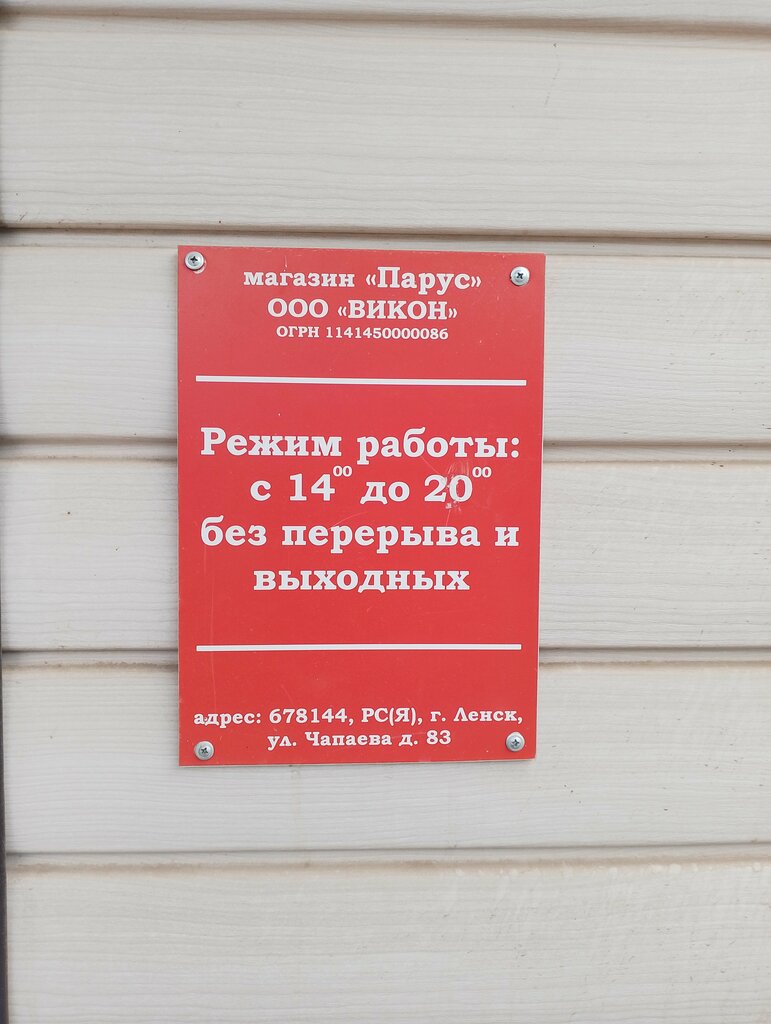 магазин «Парус»
ООО «ВИКОН»
ОГРН 1141450000086
Режим работы:
с 14⁰⁰ до 20⁰⁰
без перерыва и
выходных
адрес: 678144, РС(Я), г. Ленск,
ул. Чапаева д. 83